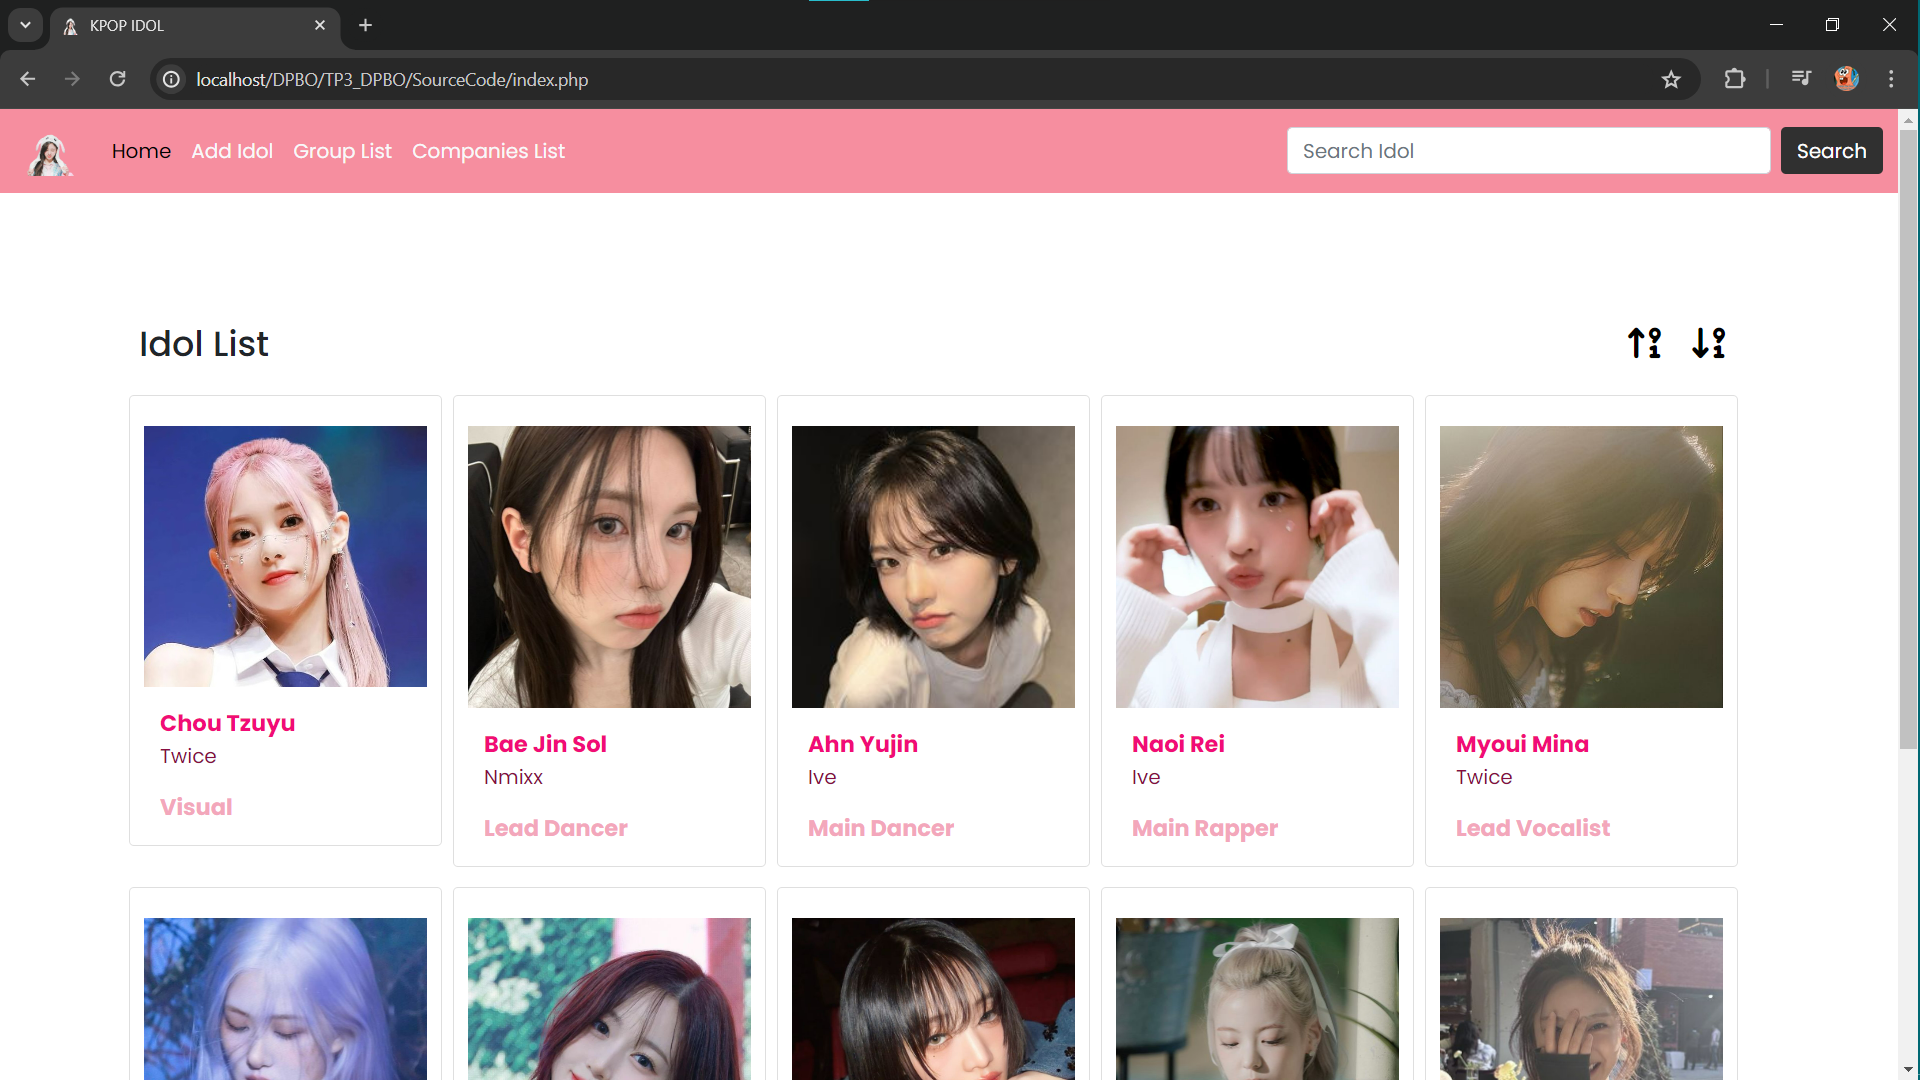 KPOP IDOL
localhost/DPBO/TP3_DPBO/SourceCode/index.php
Home Add Idol Group List Companies List Search Idol Search
Idol List
Chou Tzuyu
Twice
Visual
Bae Jin Sol
Nmixx
Lead Dancer
Ahn Yujin
Ive
Main Dancer
Naoi Rei
Ive
Main Rapper
Myoui Mina
Twice
Lead Vocalist